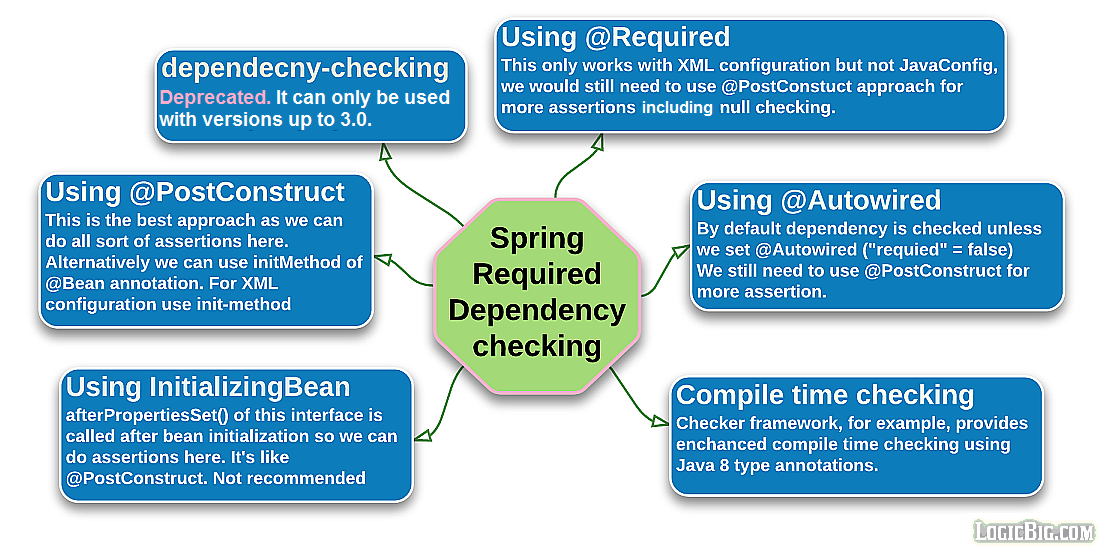 dependecny-checking
Deprecated. It can only be used
with versions up to 3.0.
Using @Required
This only works with XML configuration but not JavaConfig,
we would still need to use @PostConstuct approach for
more assertions including null checking.
Using @PostConstruct
This is the best approach as we can
do all sort of assertions here.
Alternatively we can use initMethod of
@Bean annotation. For XML
configuration use init-method
Spring
Required
Dependency
checking
Using @Autowired
By default dependency is checked unless
we set @Autowired ("requied" = false)
We still need to use @PostConstruct for
more assertion.
Using InitializingBean
afterPropertiesSet() of this interface is
called after bean initialization so we can
do assertions here. It's like
@PostConstruct. Not recommended
Compile time checking
Checker framework, for example, provides
enchanced compile time checking using
Java 8 type annotations.
LogicBig.com